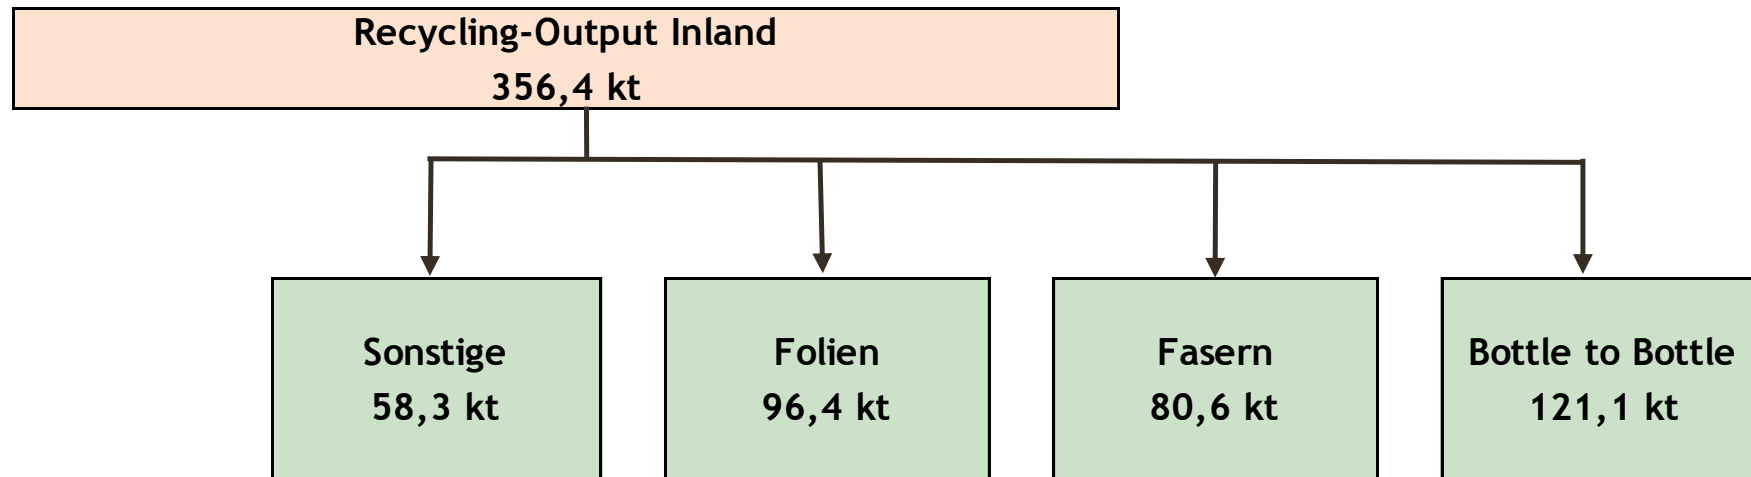 Recycling-Output Inland
356,4 kt
Sonstige
58,3 kt
Folien
96,4 kt
Fasern
80,6 kt
Bottle to Bottle
121,1 kt